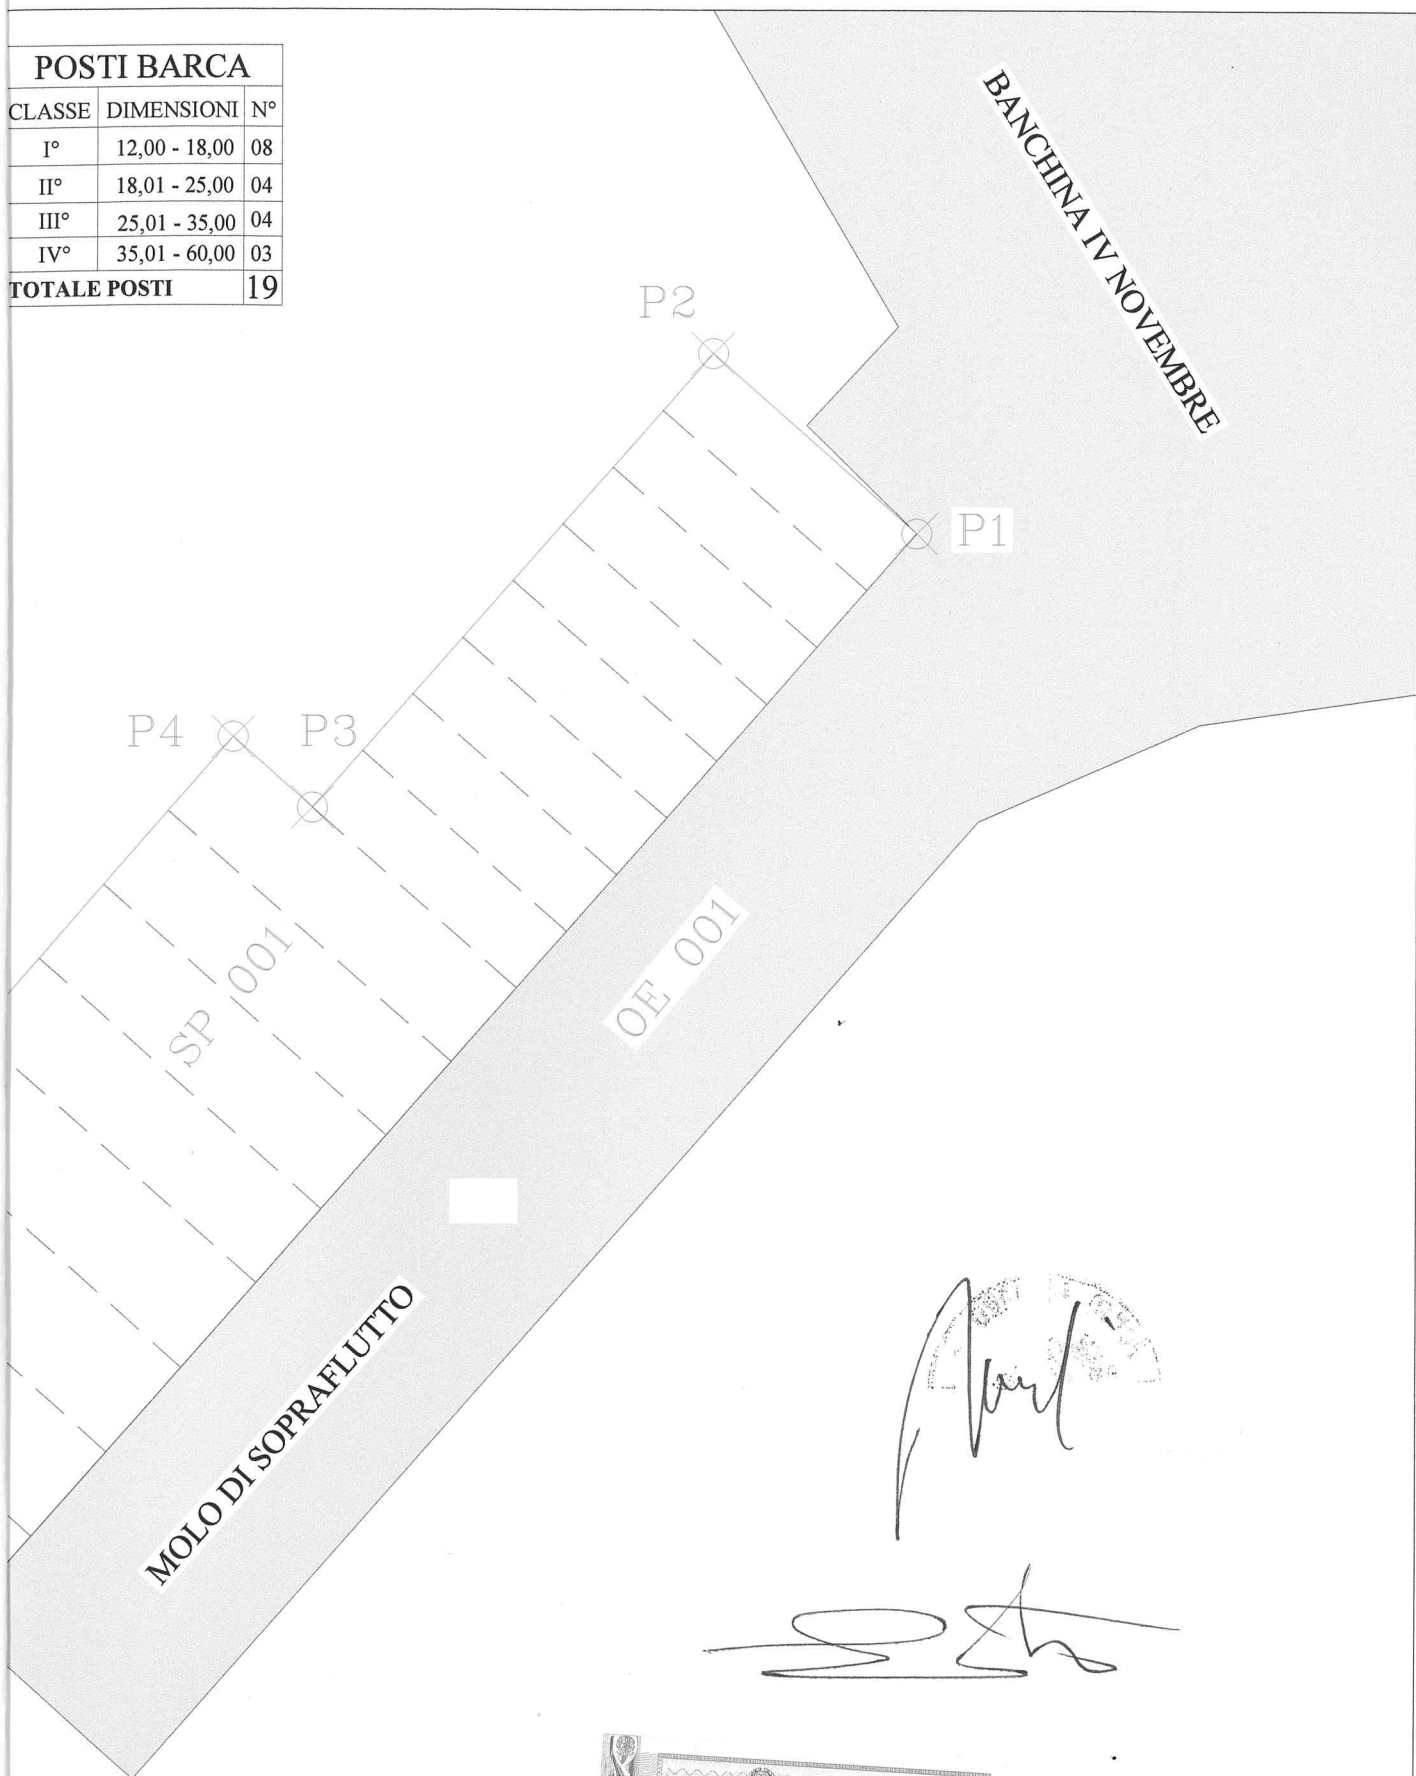 POSTI BARCA
CLASSE DIMENSIONI N°
I° 12,00 - 18,00 08
II° 18,01 - 25,00 04
III° 25,01 - 35,00 04
IV° 35,01 - 60,00 03
TOTALE POSTI 19
BANCHINA IV NOVEMBRE
P2
P1
P4
P3
SP 001
OE 001
MOLO DI SOPRAFLUTTO